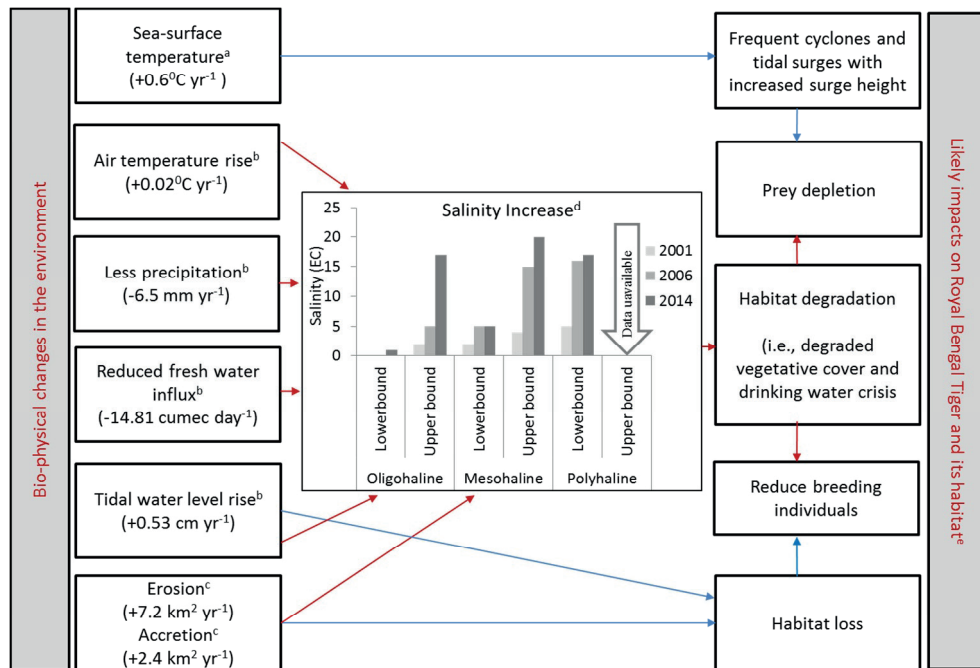 Bio-physical changes in the environment
Sea-surface
temperatureᵃ
(+0.6⁰C yr⁻¹ )
Air temperature riseᵇ
(+0.02⁰C yr⁻¹)
Less precipitationᵇ
(-6.5 mm yr⁻¹)
Reduced fresh water
influxᵇ
(-14.81 cumec day⁻¹)
Tidal water level riseᵇ
(+0.53 cm yr⁻¹)
Erosionᶜ
(+7.2 km² yr⁻¹)
Accretionᶜ
(+2.4 km² yr⁻¹)
Salinity Increaseᵈ
Salinity (EC)
25
20
15
10
5
0
2001
2006
2014
Data uavailable
Lowerbound
Upper bound
Lowerbound
Upper bound
Lowerbound
Upper bound
Oligohaline
Mesohaline
Polyhaline
Frequent cyclones and
tidal surges with
increased surge height
Prey depletion
Habitat degradation
(i.e., degraded
vegetative cover and
drinking water crisis
Reduce breeding
individuals
Habitat loss
Likely impacts on Royal Bengal Tiger and its habitatᵉ